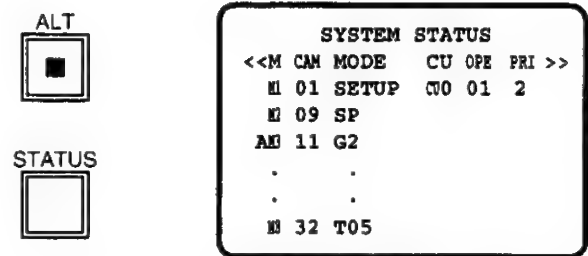 ALT
STATUS
SYSTEM STATUS
<<M CAM MODE CU OPE PRI >>
01 SETUP 01 2
09 SP
11 G2
. .
. .
32 T05